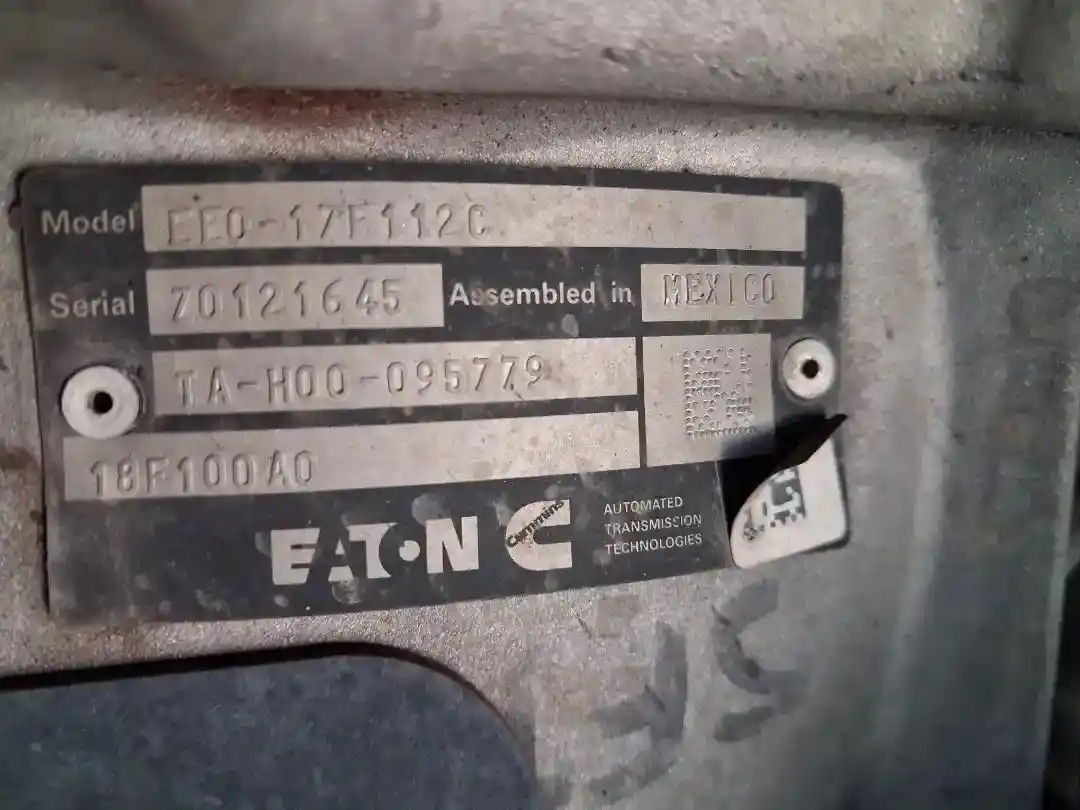 Model EEO-17F112C
Serial 70121645 Assembled in MEXICO
TA-H00-095779
18F100A0
EATON Cummins AUTOMATED
TRANSMISSION
TECHNOLOGIES